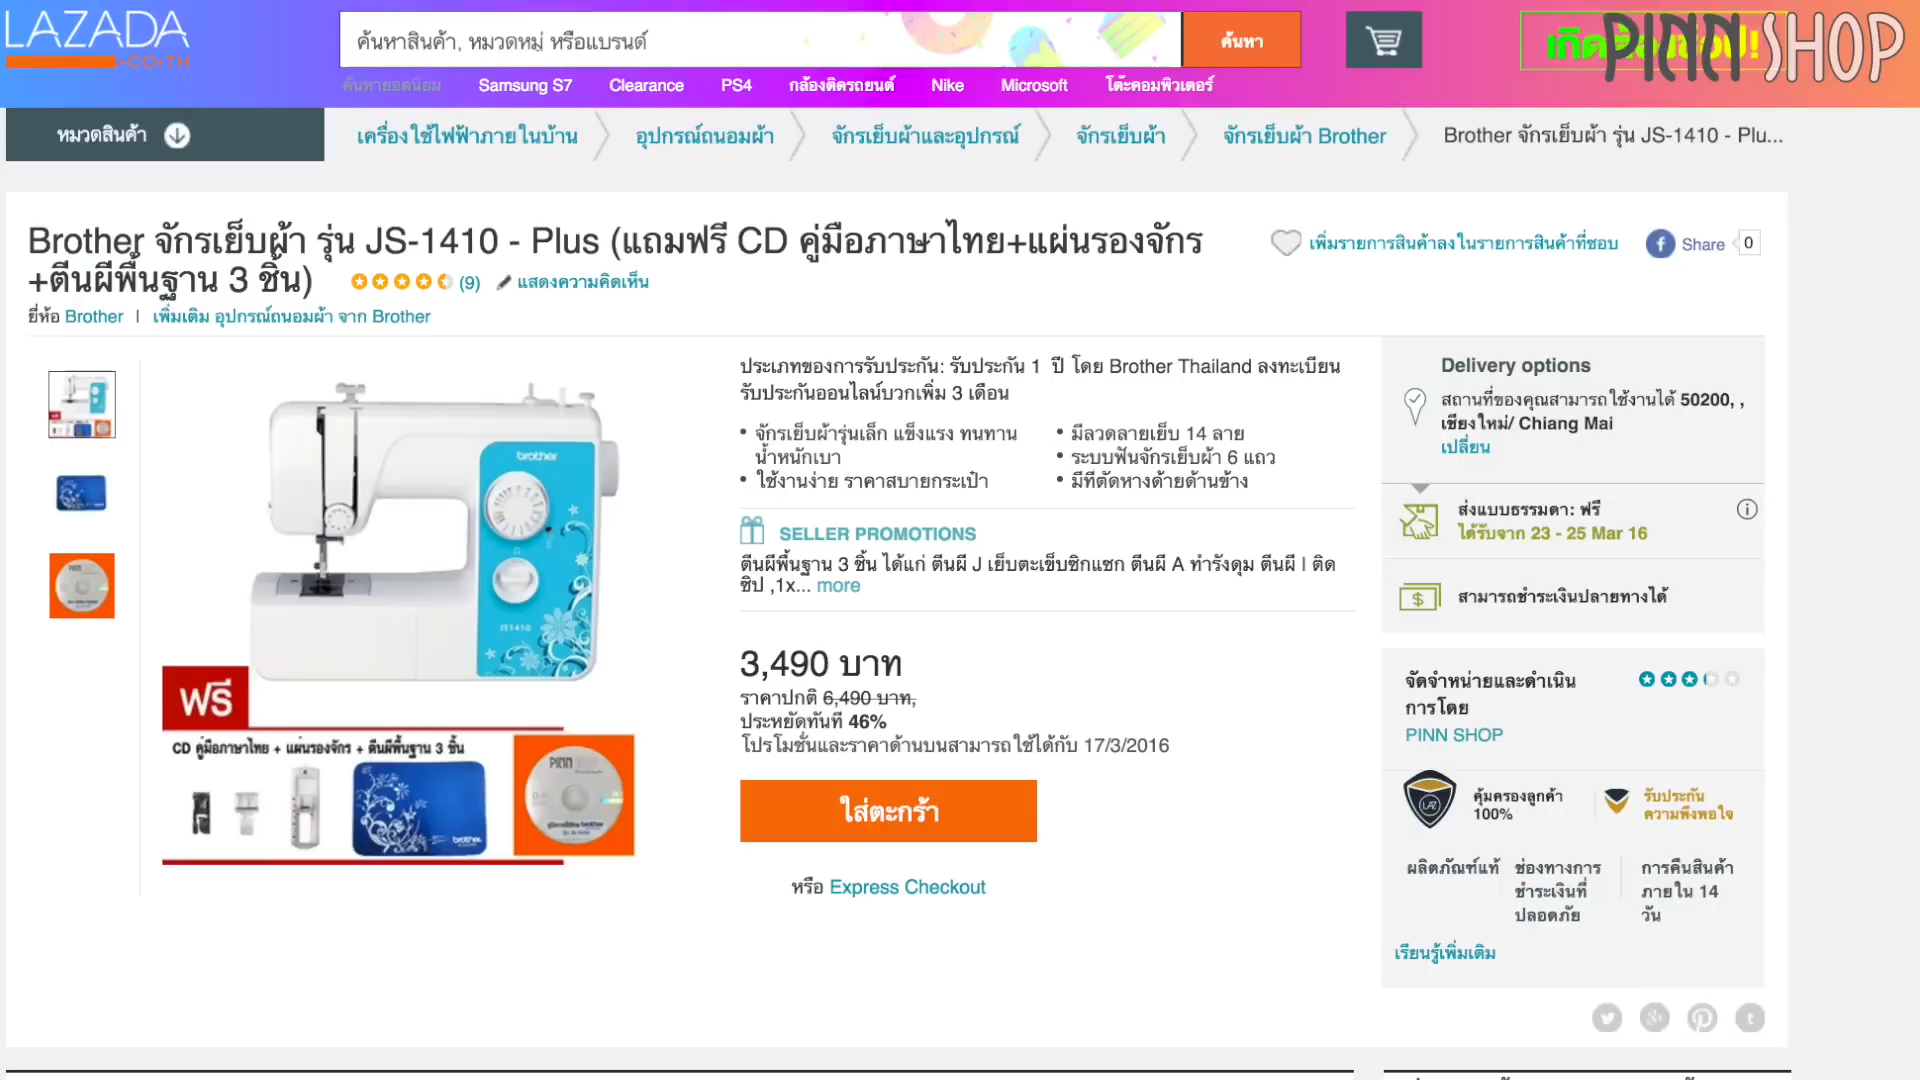 LAZADA
.CO.TH
ค้นหาสินค้า, หมวดหมู่ หรือแบรนด์
ค้นหา
PINN SHOP
ค้นหายอดนิยม Samsung S7 Clearance PS4 กล้องติดรถยนต์ Nike Microsoft โต๊ะคอมพิวเตอร์
หมวดสินค้า
เครื่องใช้ไฟฟ้าภายในบ้าน อุปกรณ์ถนอมผ้า จักรเย็บผ้าและอุปกรณ์ จักรเย็บผ้า จักรเย็บผ้า Brother Brother จักรเย็บผ้า รุ่น JS-1410 - Plu...
Brother จักรเย็บผ้า รุ่น JS-1410 - Plus (แถมฟรี CD คู่มือภาษาไทย+แผ่นรองจักร
+ตีนผีพื้นฐาน 3 ชิ้น) (9) แสดงความคิดเห็น
ยี่ห้อ Brother | เพิ่มเติม อุปกรณ์ถนอมผ้า จาก Brother
เพิ่มรายการสินค้าลงในรายการสินค้าที่ชอบ
Share 0
brother
JS1410
ฟรี
CD คู่มือภาษาไทย + แผ่นรองจักร + ตีนผีพื้นฐาน 3 ชิ้น
PINN
brother
ประเภทของการรับประกัน: รับประกัน 1 ปี โดย Brother Thailand ลงทะเบียน
รับประกันออนไลน์บวกเพิ่ม 3 เดือน
• จักรเย็บผ้ารุ่นเล็ก แข็งแรง ทนทาน
น้ำหนักเบา
• ใช้งานง่าย ราคาสบายกระเป๋า
• มีลวดลายเย็บ 14 ลาย
• ระบบฟันจักรเย็บผ้า 6 แถว
• มีที่ตัดหางด้ายด้านข้าง
SELLER PROMOTIONS
ตีนผีพื้นฐาน 3 ชิ้น ได้แก่ ตีนผี J เย็บตะเข็บซิกแซก ตีนผี A ทำรังดุม ตีนผี I ติด
ซิป ,1x... more
3,490 บาท
ราคาปกติ 6,490 บาท,
ประหยัดทันที 46%
โปรโมชั่นและราคาด้านบนสามารถใช้ได้กับ 17/3/2016
ใส่ตะกร้า
หรือ Express Checkout
Delivery options
สถานที่ของคุณสามารถใช้งานได้ 50200, ,
เชียงใหม่/ Chiang Mai
เปลี่ยน
ส่งแบบธรรมดา: ฟรี
ได้รับจาก 23 - 25 Mar 16
สามารถชำระเงินปลายทางได้
จัดจำหน่ายและดำเนิน
การโดย
PINN SHOP
LAZ
คุ้มครองลูกค้า
100%
รับประกัน
ความพึงพอใจ
ผลิตภัณฑ์แท้
ช่องทางการ
ชำระเงินที่
ปลอดภัย
การคืนสินค้า
ภายใน 14
วัน
เรียนรู้เพิ่มเติม